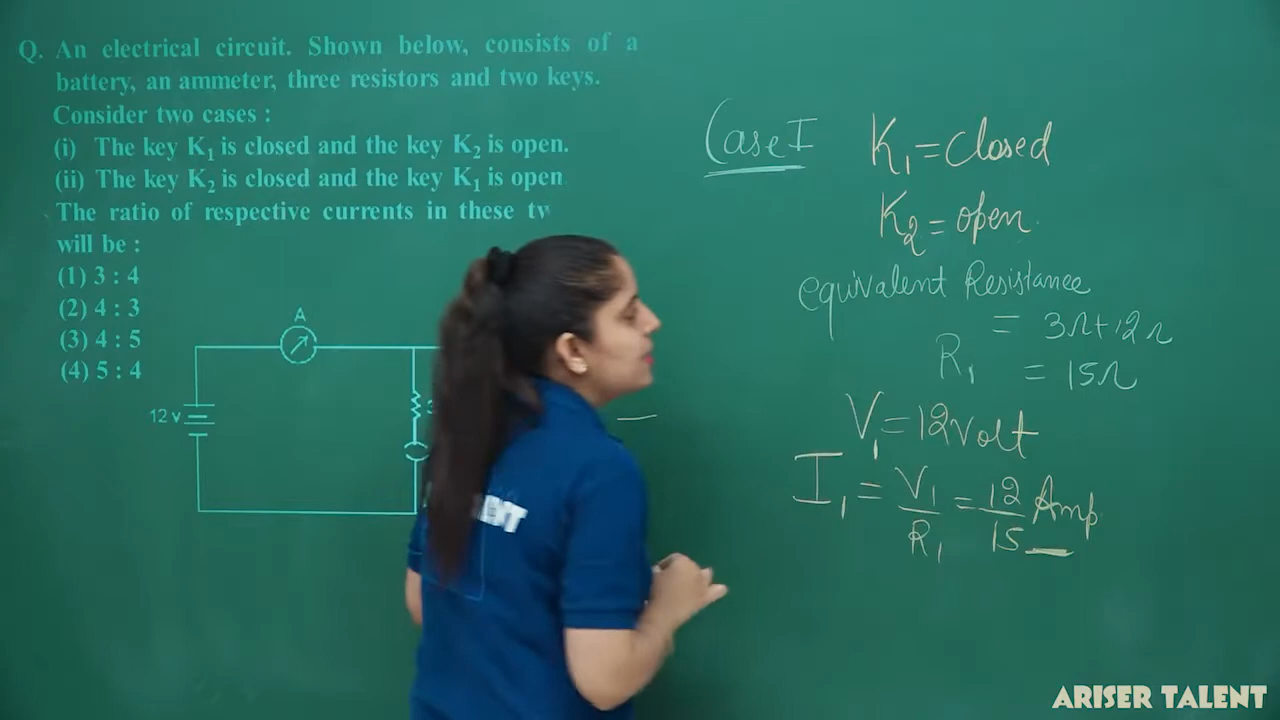 Q. An electrical circuit. Shown below, consists of a
battery, an ammeter, three resistors and two keys.
Consider two cases :
(i) The key K₁ is closed and the key K₂ is open.
(ii) The key K₂ is closed and the key K₁ is open
The ratio of respective currents in these
will be :
(1) 3 : 4
(2) 4 : 3
(3) 4 : 5
(4) 5 : 4
A
12 v
Case I
K₁ = closed
K₂ = open.
equivalent Resistance
= 3Ω+12Ω
R₁ = 15Ω
V₁ = 12volt
I₁ = V₁/R₁ = 12/15 Amp
ARISER TALENT